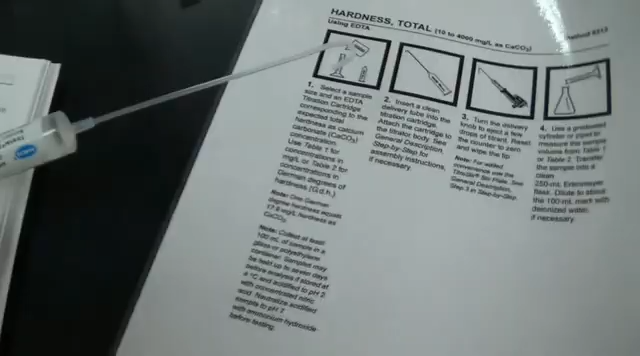 HARDNESS, TOTAL (10 to 4000 mg/L as CaCO₃)
Using EDTA
Method 8213
1. Select a sample
size and an EDTA
Titration Cartridge
corresponding to the
expected total
hardness as calcium
carbonate (CaCO₃)
concentration.
Use Table 1 for
concentrations in
mg/L or Table 2 for
concentrations in
German degrees of
hardness (G.d.h.).
Note: One German
degree hardness equals
17.9 mg/L hardness as
CaCO₃.
Note: Collect at least
100 mL of sample in a
glass or polyethylene
container. Samples may
be held up to seven days
before analysis if stored at
4 °C and acidified to pH 2
with concentrated nitric
acid. Neutralize acidified
sample to pH 7
with ammonium hydroxide
before testing.
2. Insert a clean
delivery tube into the
titration cartridge.
Attach the cartridge to
the titrator body. See
General Description,
Step-by-Step for
assembly instructions,
if necessary.
3. Turn the delivery
knob to eject a few
drops of titrant. Reset
the counter to zero
and wipe the tip.
Note: For added
convenience use the
TitraStir® Stir Plate. See
General Description,
Step 3 in Step-by-Step.
4. Use a graduated
cylinder or pipet to
measure the sample
volume from Table 1
or Table 2. Transfer
the sample into a
clean
250-mL Erlenmeyer
flask. Dilute to about
the 100-mL mark with
deionized water,
if necessary.